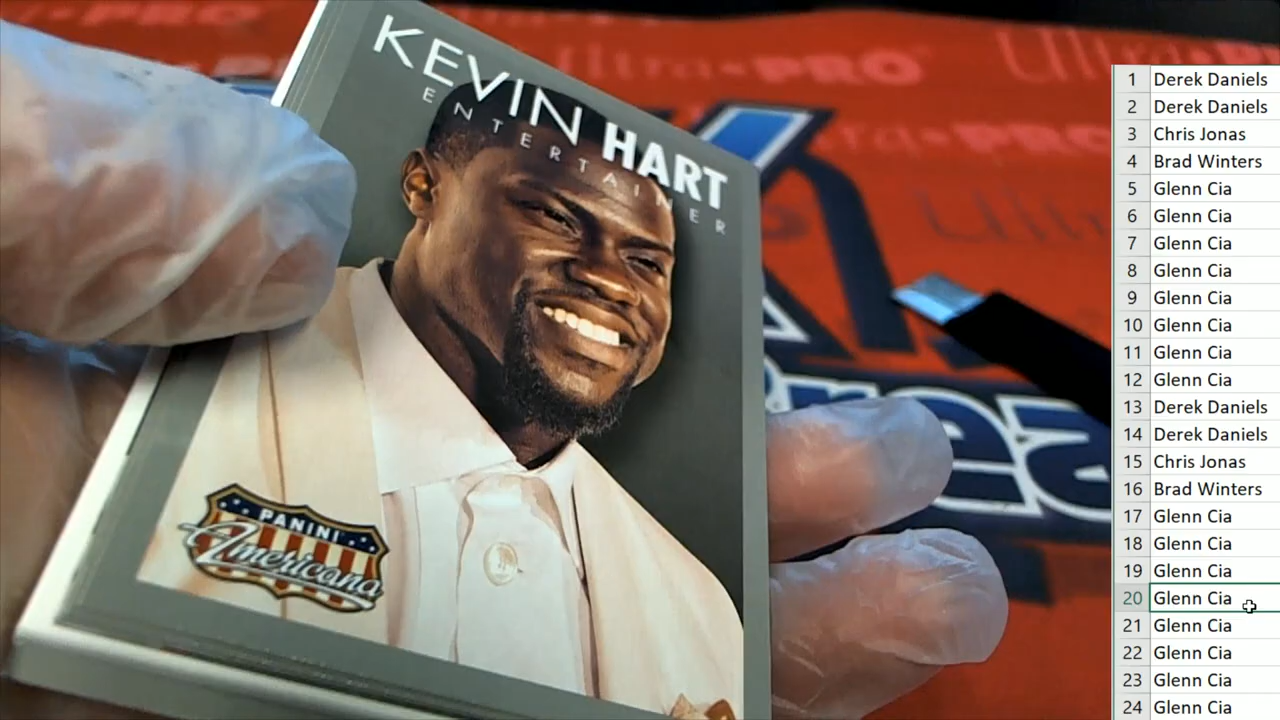 KEVIN HART
ENTERTAINER
PANINI
Americana
Ultra PRO
Ultra PRO
1 Derek Daniels
2 Derek Daniels
3 Chris Jonas
4 Brad Winters
5 Glenn Cia
6 Glenn Cia
7 Glenn Cia
8 Glenn Cia
9 Glenn Cia
10 Glenn Cia
11 Glenn Cia
12 Glenn Cia
13 Derek Daniels
14 Derek Daniels
15 Chris Jonas
16 Brad Winters
17 Glenn Cia
18 Glenn Cia
19 Glenn Cia
20 Glenn Cia
21 Glenn Cia
22 Glenn Cia
23 Glenn Cia
24 Glenn Cia